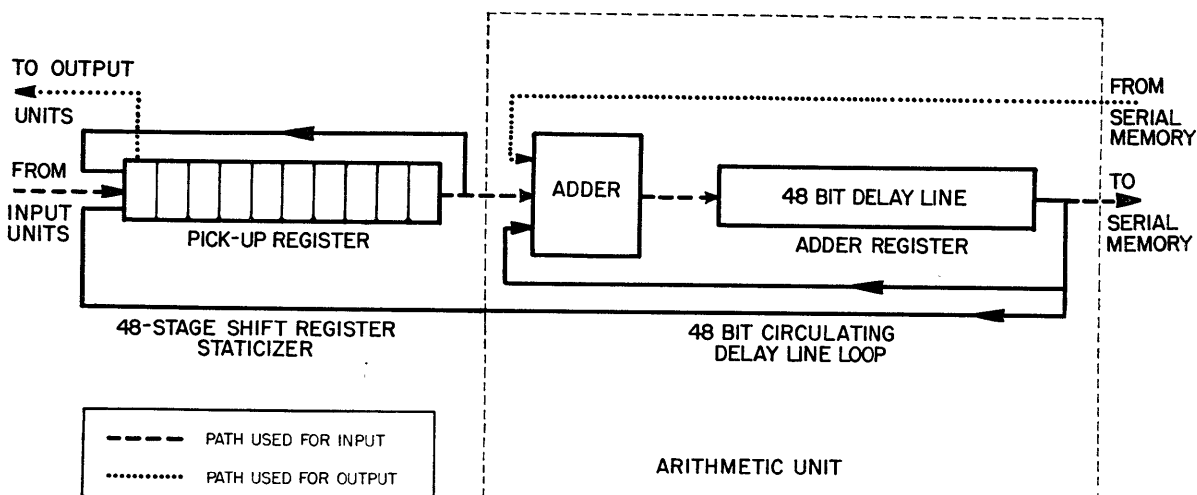 TO OUTPUT
UNITS
FROM
INPUT
UNITS
PICK-UP REGISTER
48-STAGE SHIFT REGISTER
STATICIZER
ADDER
48 BIT DELAY LINE
ADDER REGISTER
48 BIT CIRCULATING
DELAY LINE LOOP
FROM
SERIAL
MEMORY
TO
SERIAL
MEMORY
PATH USED FOR INPUT
PATH USED FOR OUTPUT
ARITHMETIC UNIT